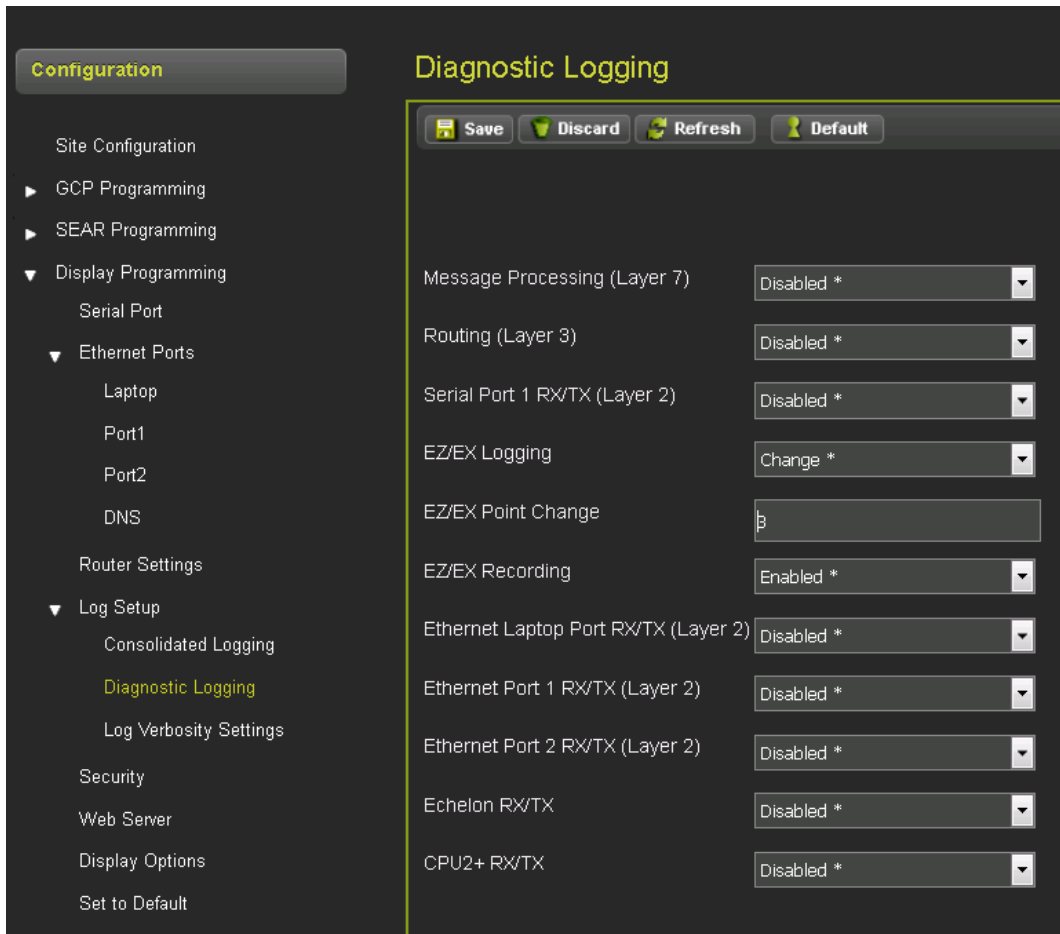 Configuration
Site Configuration
GCP Programming
SEAR Programming
Display Programming
Serial Port
Ethernet Ports
Laptop
Port1
Port2
DNS
Router Settings
Log Setup
Consolidated Logging
Diagnostic Logging
Log Verbosity Settings
Security
Web Server
Display Options
Set to Default
Diagnostic Logging
Save Discard Refresh Default
Message Processing (Layer 7) Disabled *
Routing (Layer 3) Disabled *
Serial Port 1 RX/TX (Layer 2) Disabled *
EZ/EX Logging Change *
EZ/EX Point Change 3
EZ/EX Recording Enabled *
Ethernet Laptop Port RX/TX (Layer 2) Disabled *
Ethernet Port 1 RX/TX (Layer 2) Disabled *
Ethernet Port 2 RX/TX (Layer 2) Disabled *
Echelon RX/TX Disabled *
CPU2+ RX/TX Disabled *